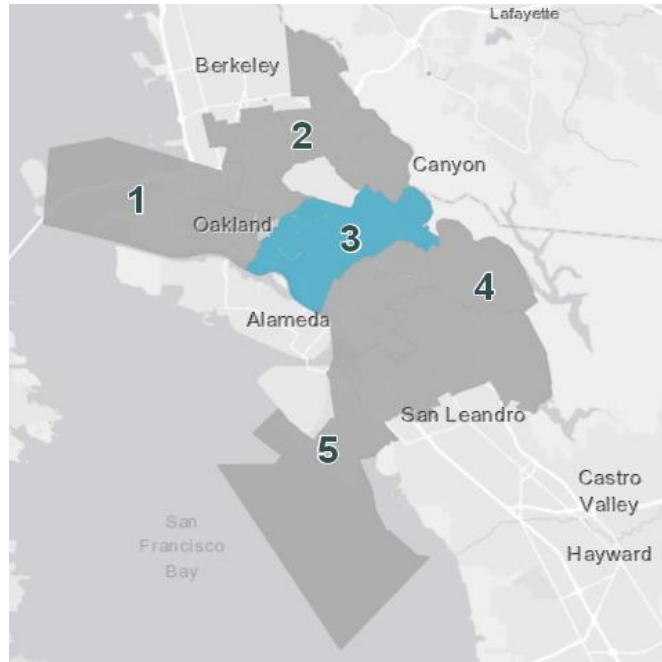 Lafayette
Berkeley
2
Canyon
1
Oakland
3
4
Alameda
San Leandro
5
Castro
Valley
San
Francisco
Bay
Hayward